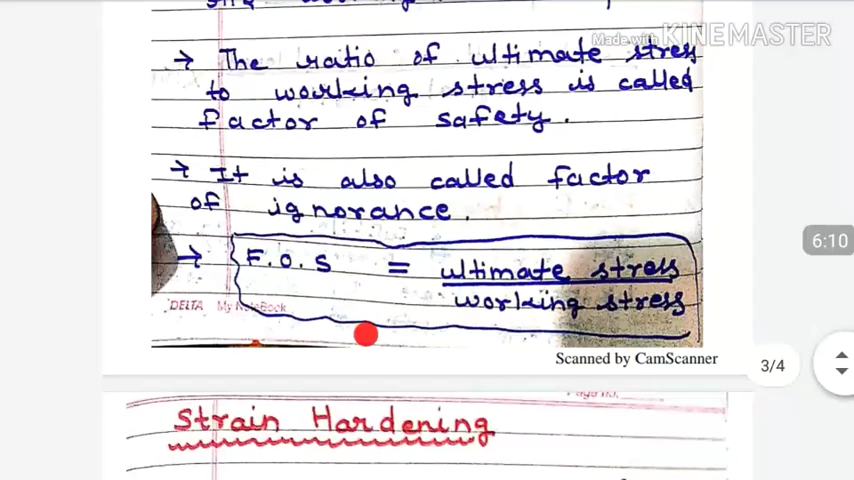 Made with KINEMASTER
→ The ratio of ultimate stress
to working stress is called
factor of safety.
→ It is also called factor
of ignorance.
→ F.O.S = ultimate stress
working stress
6:10
DELTA My NoteBook
Scanned by CamScanner
3/4
Page No.
Strain Hardening